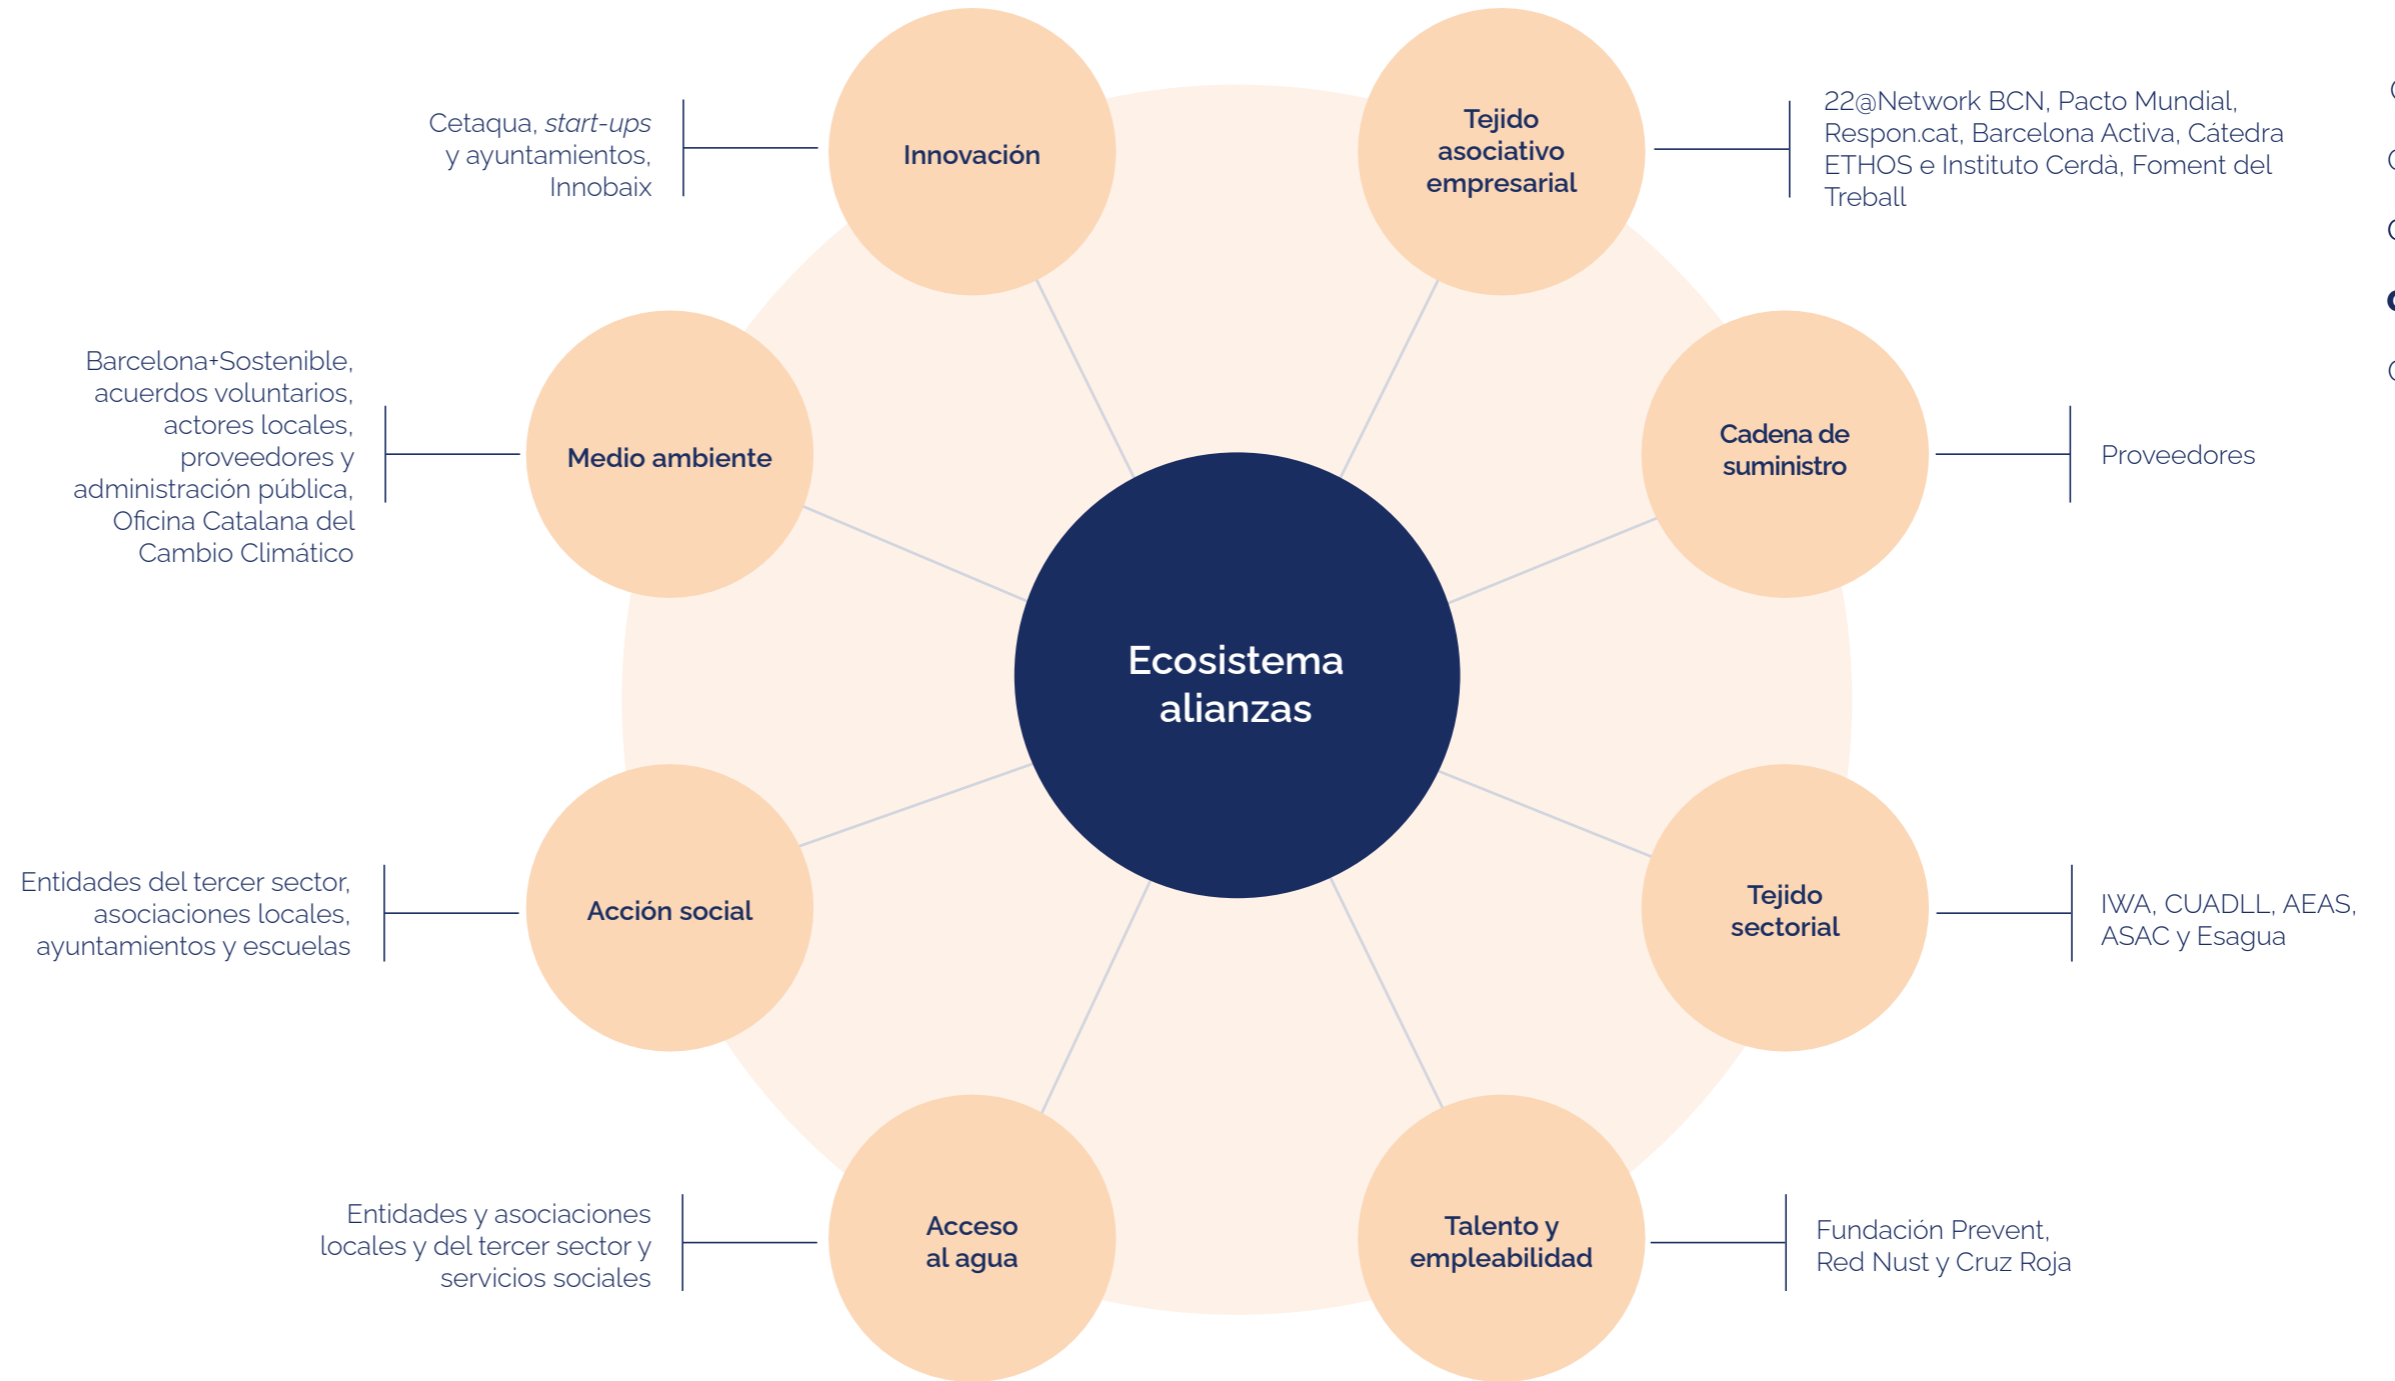 Cetaqua, start-ups
y ayuntamientos,
Innobaix
Innovación
Tejido
asociativo
empresarial
22@Network BCN, Pacto Mundial,
Respon.cat, Barcelona Activa, Cátedra
ETHOS e Instituto Cerdà, Foment del
Treball
Barcelona+Sostenible,
acuerdos voluntarios,
actores locales,
proveedores y
administración pública,
Oficina Catalana del
Cambio Climático
Medio ambiente
Cadena de
suministro
Proveedores
Ecosistema
alianzas
Entidades del tercer sector,
asociaciones locales,
ayuntamientos y escuelas
Acción social
Tejido
sectorial
IWA, CUADLL, AEAS,
ASAC y Esagua
Entidades y asociaciones
locales y del tercer sector y
servicios sociales
Acceso
al agua
Talento y
empleabilidad
Fundación Prevent,
Red Nust y Cruz Roja